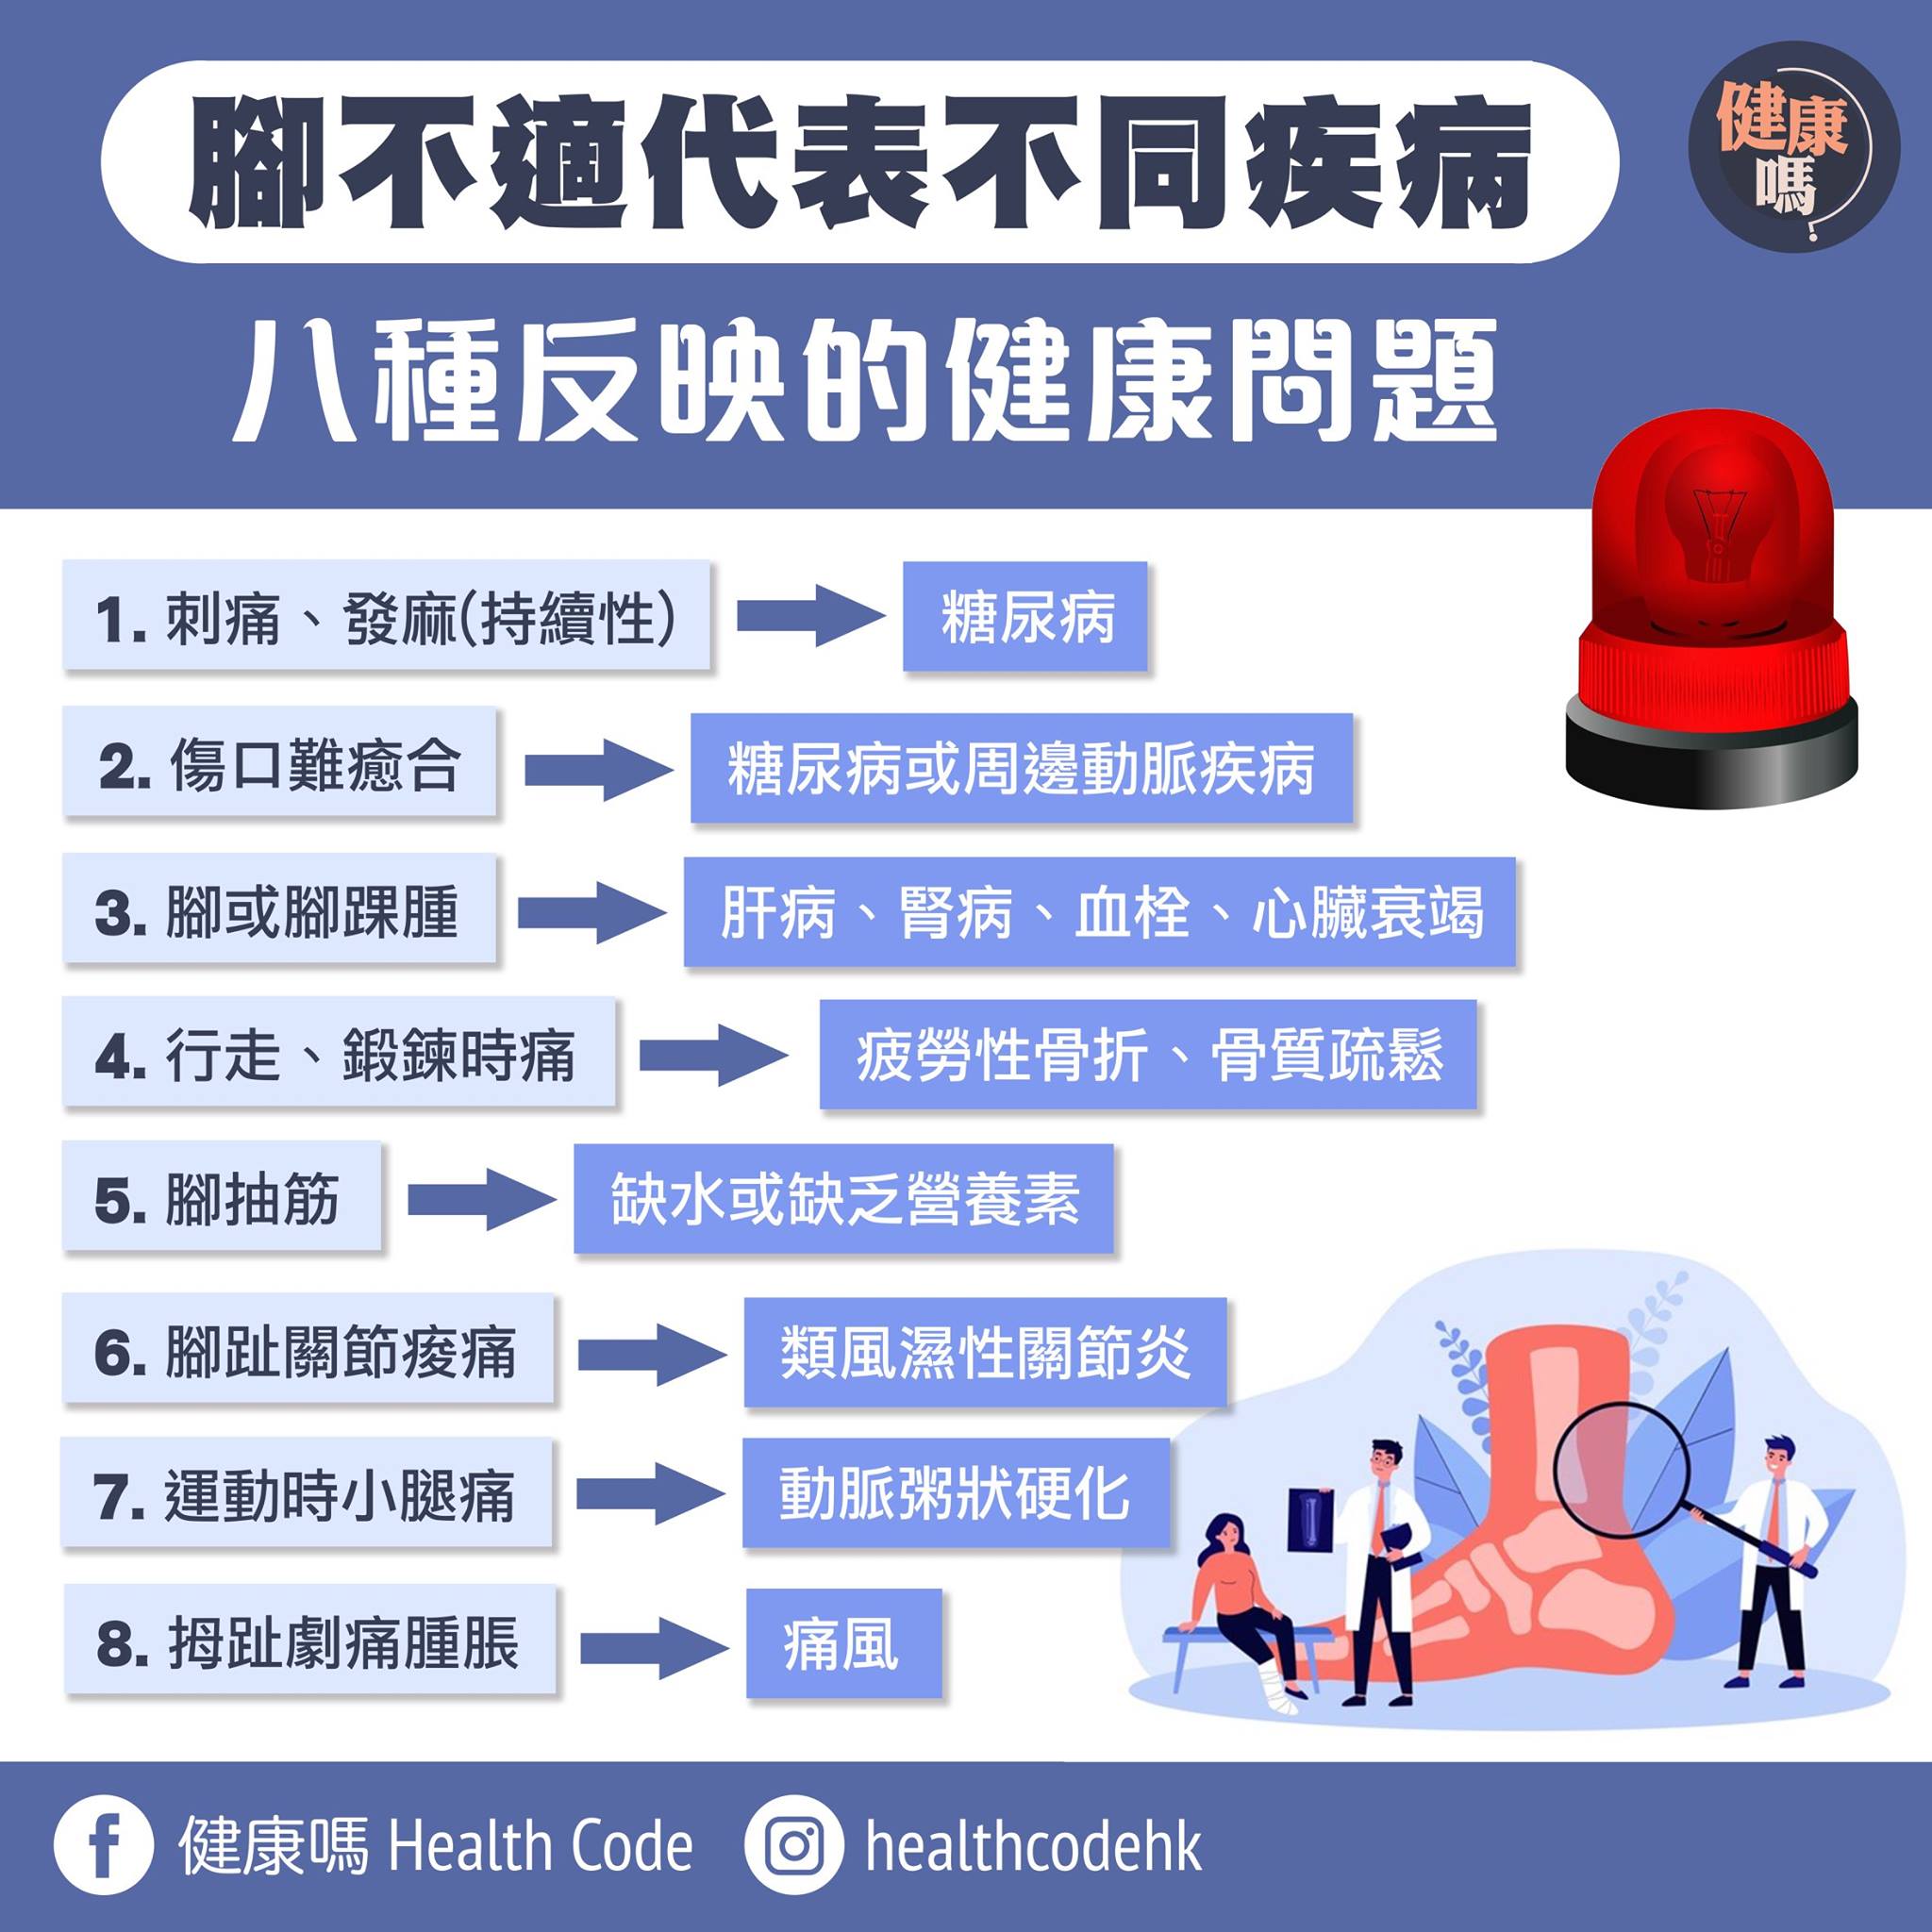 腳不適代表不同疾病
健康
嗎?
八種反映的健康問題
1. 刺痛、發麻(持續性)
糖尿病
2. 傷口難癒合
糖尿病或周邊動脈疾病
3. 腳或腳踝腫
肝病、腎病、血栓、心臟衰竭
4. 行走、鍛鍊時痛
疲勞性骨折、骨質疏鬆
5. 腳抽筋
缺水或缺乏營養素
6. 腳趾關節痠痛
類風濕性關節炎
7. 運動時小腿痛
動脈粥狀硬化
8. 拇趾劇痛腫脹
痛風
健康嗎 Health Code
healthcodehk